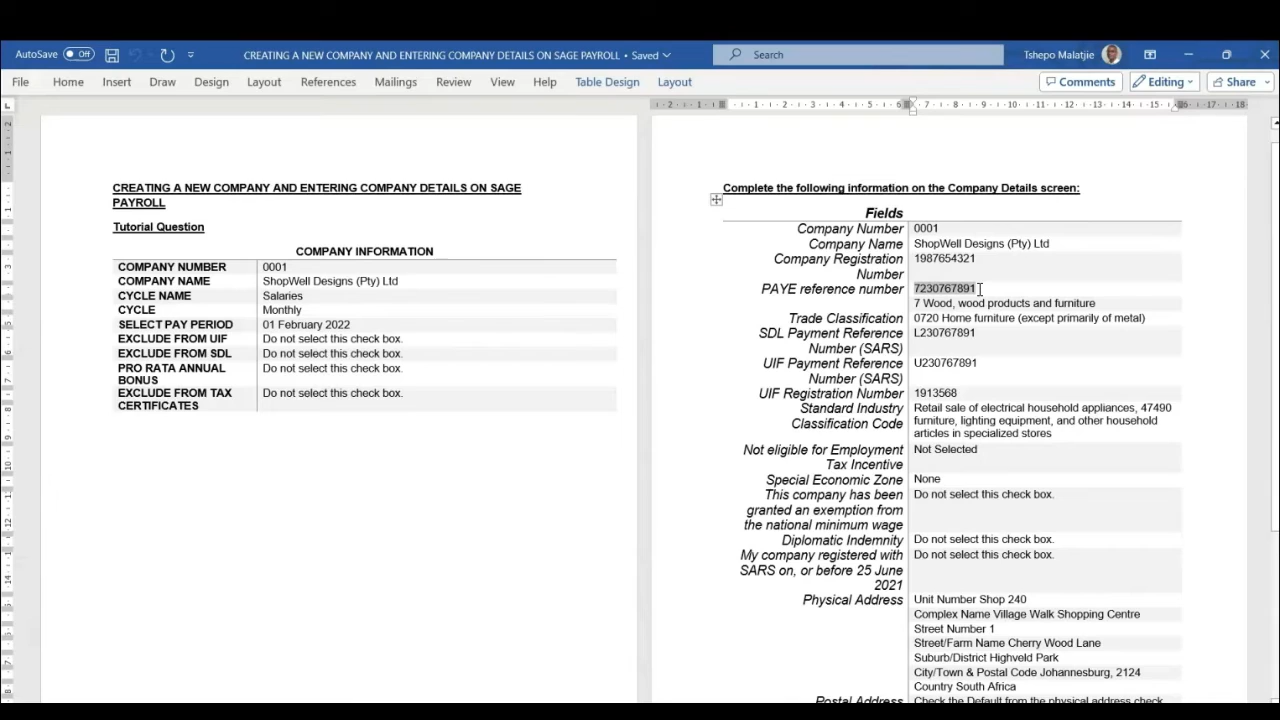 AutoSave Off CREATING A NEW COMPANY AND ENTERING COMPANY DETAILS ON SAGE PAYROLL • Saved Search Tshepo Malatjie
File Home Insert Draw Design Layout References Mailings Review View Help Table Design Layout Comments Editing Share
CREATING A NEW COMPANY AND ENTERING COMPANY DETAILS ON SAGE
PAYROLL
Tutorial Question
COMPANY INFORMATION
COMPANY NUMBER 0001
COMPANY NAME ShopWell Designs (Pty) Ltd
CYCLE NAME Salaries
CYCLE Monthly
SELECT PAY PERIOD 01 February 2022
EXCLUDE FROM UIF Do not select this check box.
EXCLUDE FROM SDL Do not select this check box.
PRO RATA ANNUAL Do not select this check box.
BONUS
EXCLUDE FROM TAX Do not select this check box.
CERTIFICATES
Complete the following information on the Company Details screen:
Fields
Company Number 0001
Company Name ShopWell Designs (Pty) Ltd
Company Registration 1987654321
Number
PAYE reference number 7230767891
7 Wood, wood products and furniture
Trade Classification 0720 Home furniture (except primarily of metal)
SDL Payment Reference L230767891
Number (SARS)
UIF Payment Reference U230767891
Number (SARS)
UIF Registration Number 1913568
Standard Industry Retail sale of electrical household appliances, 47490
Classification Code furniture, lighting equipment, and other household
articles in specialized stores
Not eligible for Employment Not Selected
Tax Incentive
Special Economic Zone None
This company has been Do not select this check box.
granted an exemption from
the national minimum wage
Diplomatic Indemnity Do not select this check box.
My company registered with Do not select this check box.
SARS on, or before 25 June
2021
Physical Address Unit Number Shop 240
Complex Name Village Walk Shopping Centre
Street Number 1
Street/Farm Name Cherry Wood Lane
Suburb/District Highveld Park
City/Town & Postal Code Johannesburg, 2124
Country South Africa
Postal Address Check the Default from the physical address check